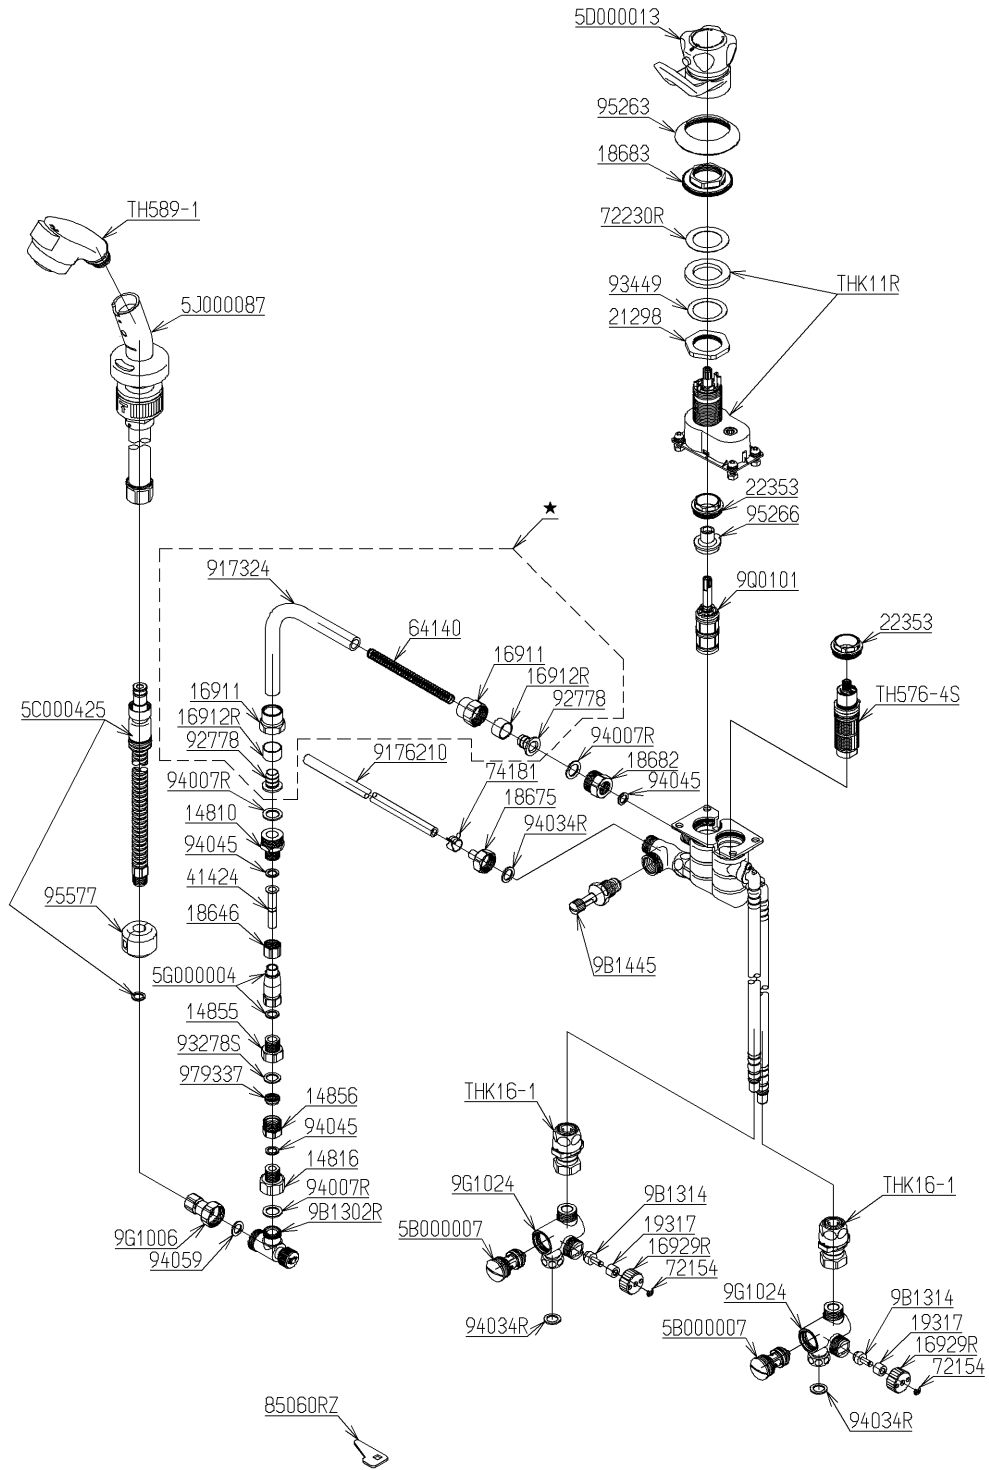 5D000013
95263
18683
TH589-1
72230R
THK11R
93449
5J000087
21298
22353
95266
★
917324
9Q0101
64140
22353
16911
16912R
16911
92778
TH576-4S
5C000425
16912R
94007R
92778
9176210
18682
74181
94045
94007R
18675
14810
94034R
94045
41424
95577
18646
9B1445
5G000004
14855
93278S
979337
14856
THK16-1
94045
14816
94007R
9G1024
9B1314
THK16-1
9B1302R
5B000007
19317
9G1006
16929R
94059
72154
9G1024
9B1314
94034R
5B000007
19317
16929R
72154
85060RZ
94034R